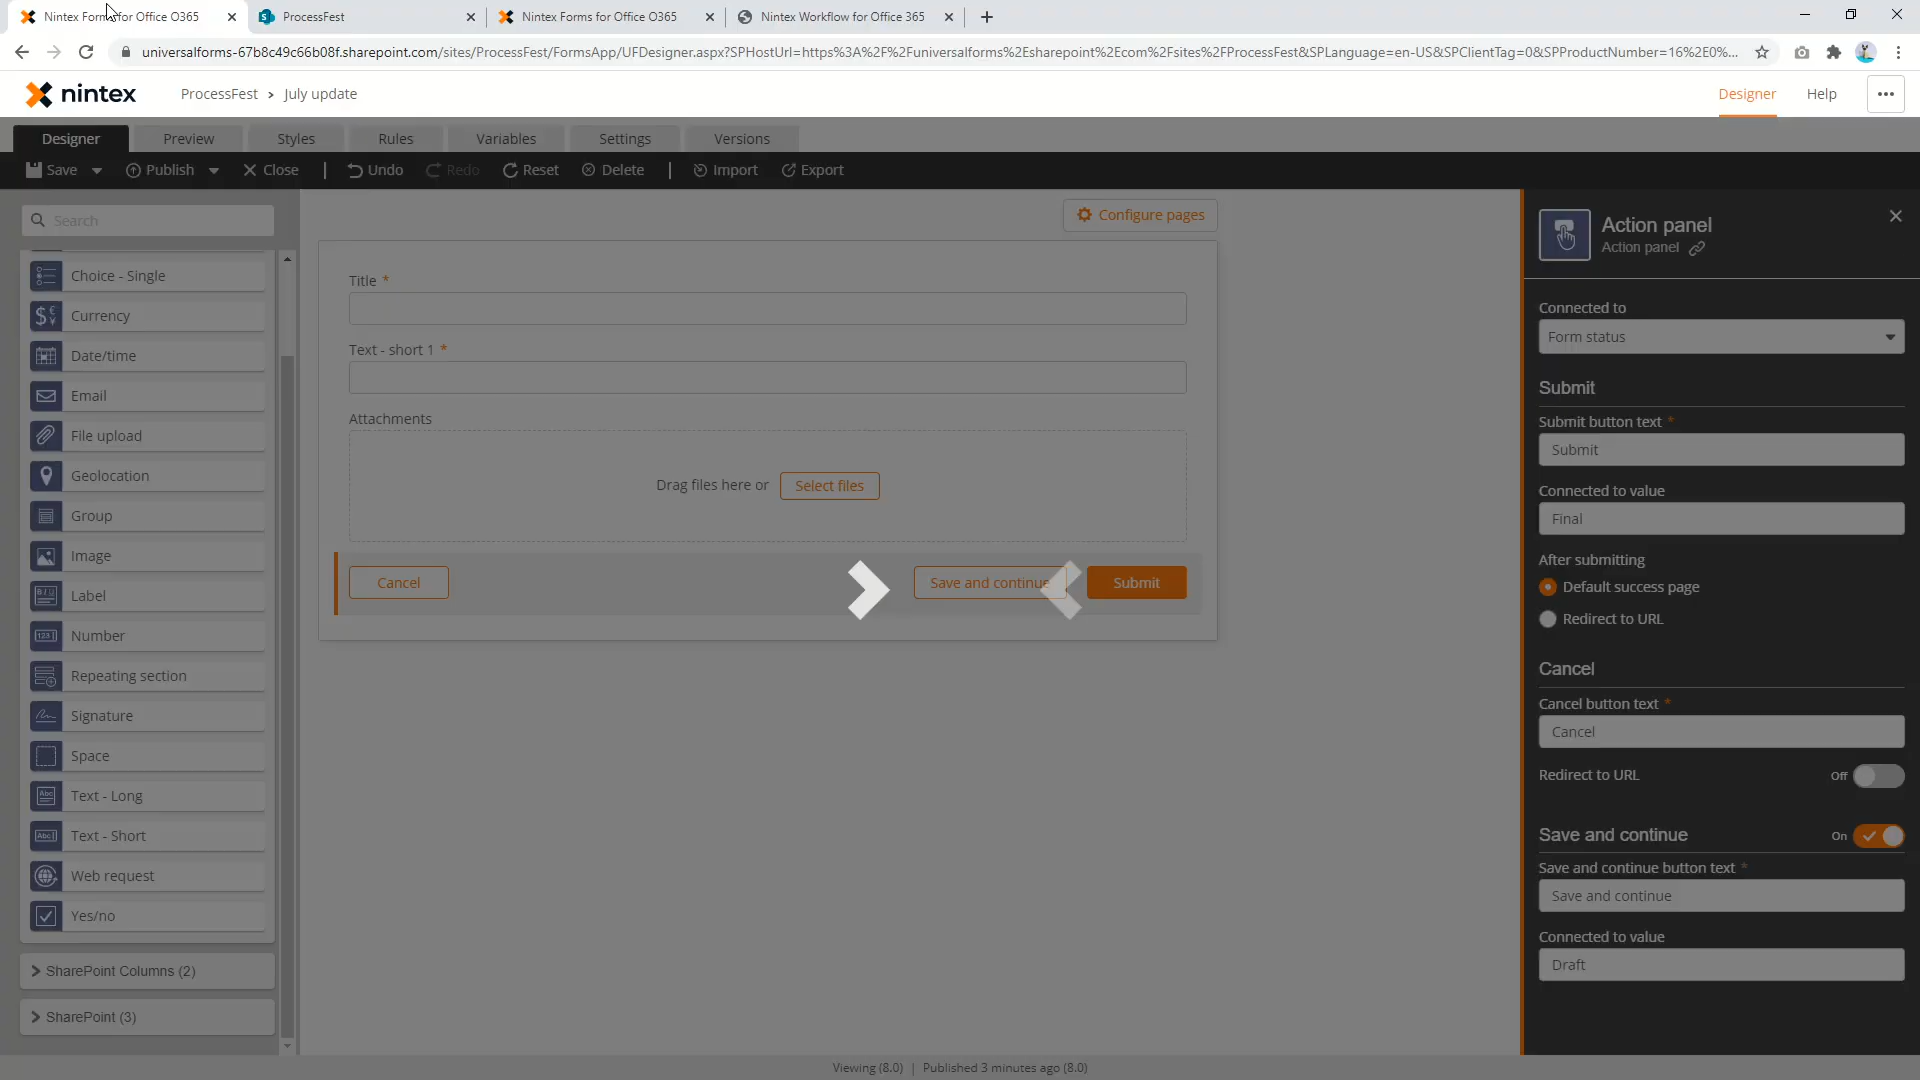 Nintex Forms for Office O365
ProcessFest
Nintex Forms for Office O365
Nintex Workflow for Office 365
universalforms-67b8c49c66b08f.sharepoint.com/sites/ProcessFest/FormsApp/UFDesigner.aspx?SPHostUrl=https%3A%2F%2Funiversalforms%2Esharepoint%2Ecom%2Fsites%2FProcessFest&SPLanguage=en-US&SPClientTag=0&SPProductNumber=16%2E0%...
nintex
ProcessFest > July update
Designer
Help
Designer
Preview
Styles
Rules
Variables
Settings
Versions
Save
Publish
Close
Undo
Redo
Reset
Delete
Import
Export
Search
Choice - Single
Currency
Date/time
Email
File upload
Geolocation
Group
Image
Label
Number
Repeating section
Signature
Space
Text - Long
Text - Short
Web request
Yes/no
SharePoint Columns (2)
SharePoint (3)
Configure pages
Title *
Text - short 1 *
Attachments
Drag files here or
Select files
Cancel
Save and continue
Submit
Action panel
Action panel
Connected to
Form status
Submit
Submit button text *
Submit
Connected to value
Final
After submitting
Default success page
Redirect to URL
Cancel
Cancel button text *
Cancel
Redirect to URL
Off
Save and continue
On
Save and continue button text *
Save and continue
Connected to value
Draft
Viewing (8.0) | Published 3 minutes ago (8.0)